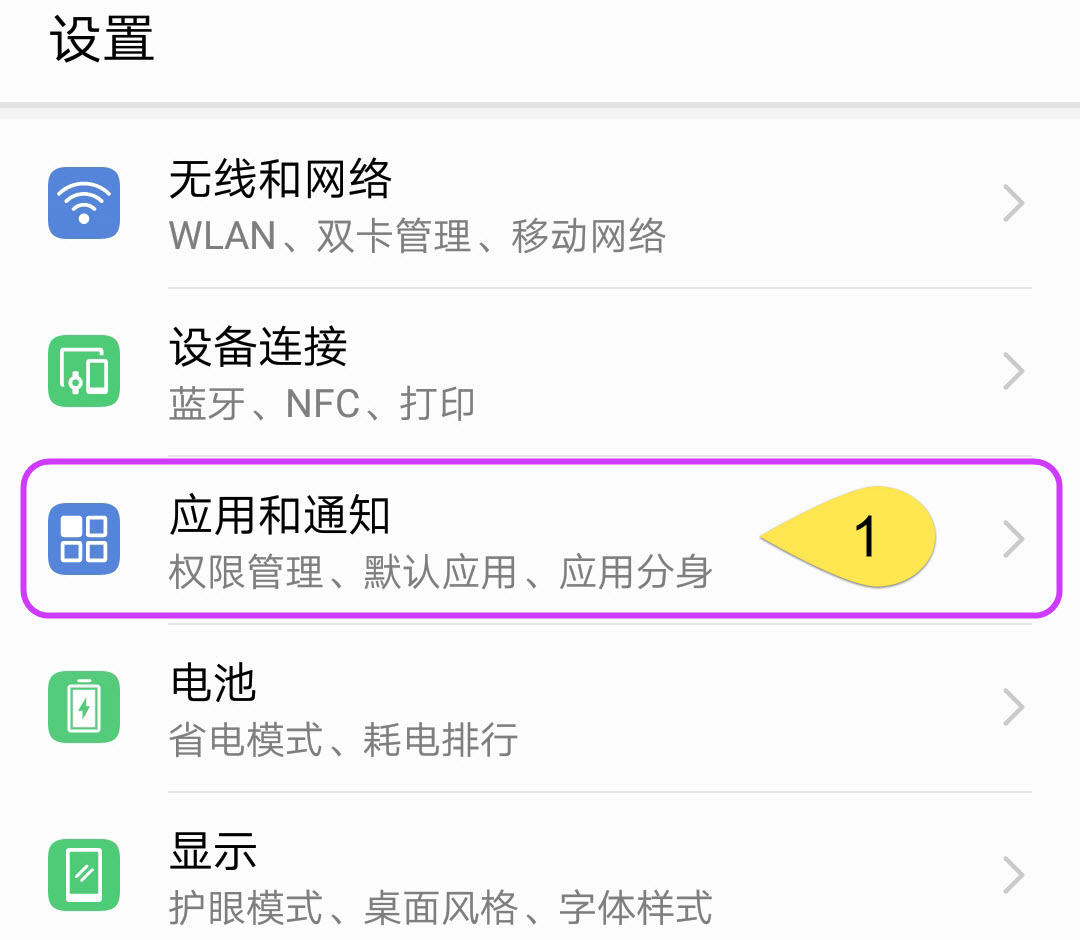 设置
无线和网络
WLAN、双卡管理、移动网络
设备连接
蓝牙、NFC、打印
应用和通知
1
权限管理、默认应用、应用分身
电池
省电模式、耗电排行
显示
护眼模式、桌面风格、字体样式